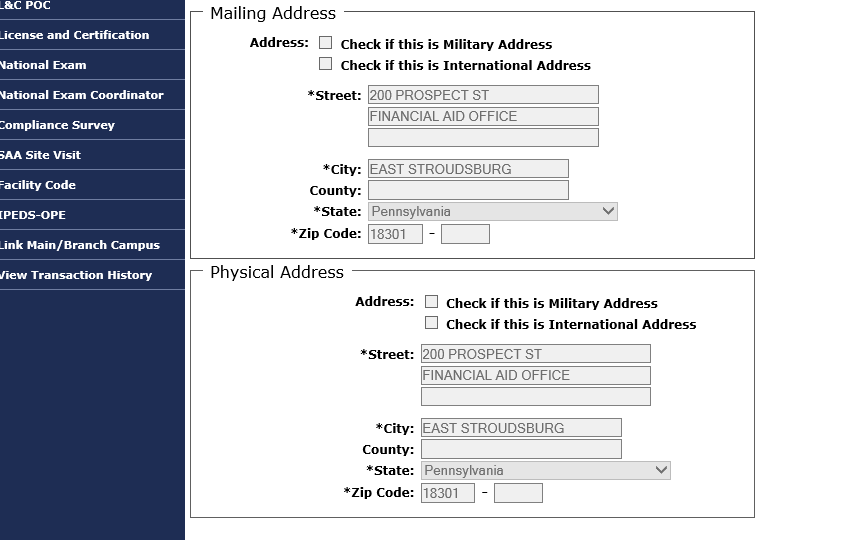 L&C POC
License and Certification
National Exam
National Exam Coordinator
Compliance Survey
SAA Site Visit
Facility Code
IPEDS-OPE
Link Main/Branch Campus
View Transaction History
Mailing Address
Address: Check if this is Military Address
Check if this is International Address
*Street: 200 PROSPECT ST
FINANCIAL AID OFFICE
*City: EAST STROUDSBURG
County:
*State: Pennsylvania
*Zip Code: 18301 -
Physical Address
Address: Check if this is Military Address
Check if this is International Address
*Street: 200 PROSPECT ST
FINANCIAL AID OFFICE
*City: EAST STROUDSBURG
County:
*State: Pennsylvania
*Zip Code: 18301 -